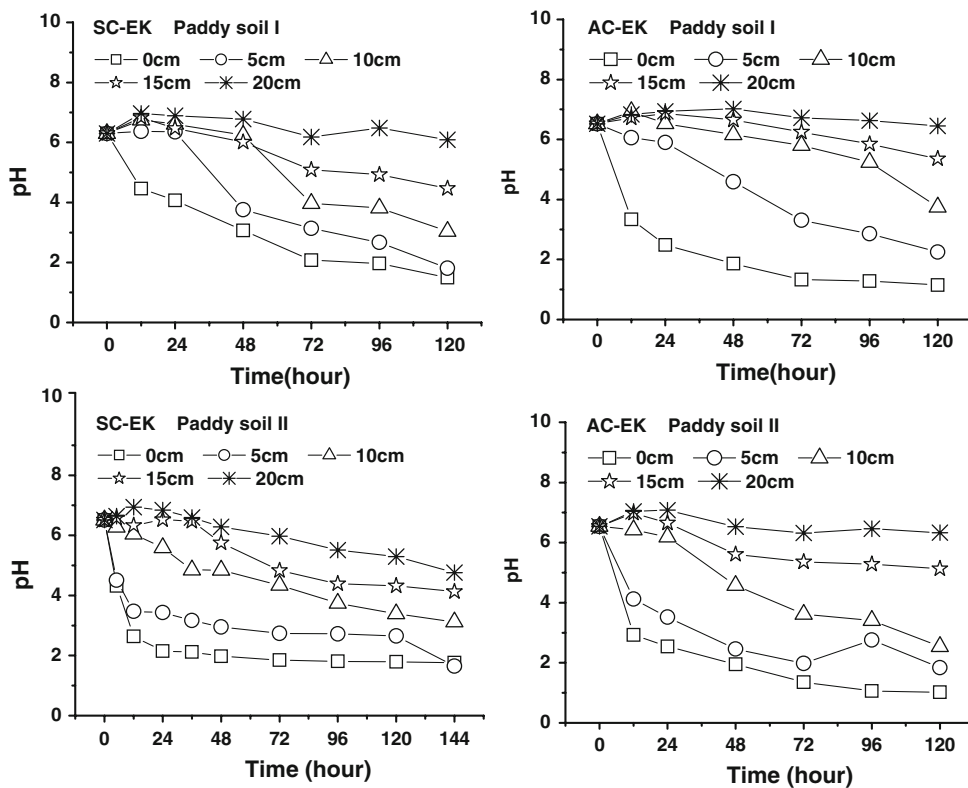 10
8
6
4
2
0
pH
SC-EK Paddy soil I
0cm 5cm 10cm
15cm 20cm
0 24 48 72 96 120
Time(hour)
10
8
6
4
2
0
pH
AC-EK Paddy soil I
0cm 5cm 10cm
15cm 20cm
0 24 48 72 96 120
Time(hour)
10
8
6
4
2
0
pH
SC-EK Paddy soil II
0cm 5cm 10cm
15cm 20cm
0 24 48 72 96 120 144
Time (hour)
10
8
6
4
2
0
pH
AC-EK Paddy soil II
0cm 5cm 10cm
15cm 20cm
0 24 48 72 96 120
Time (hour)